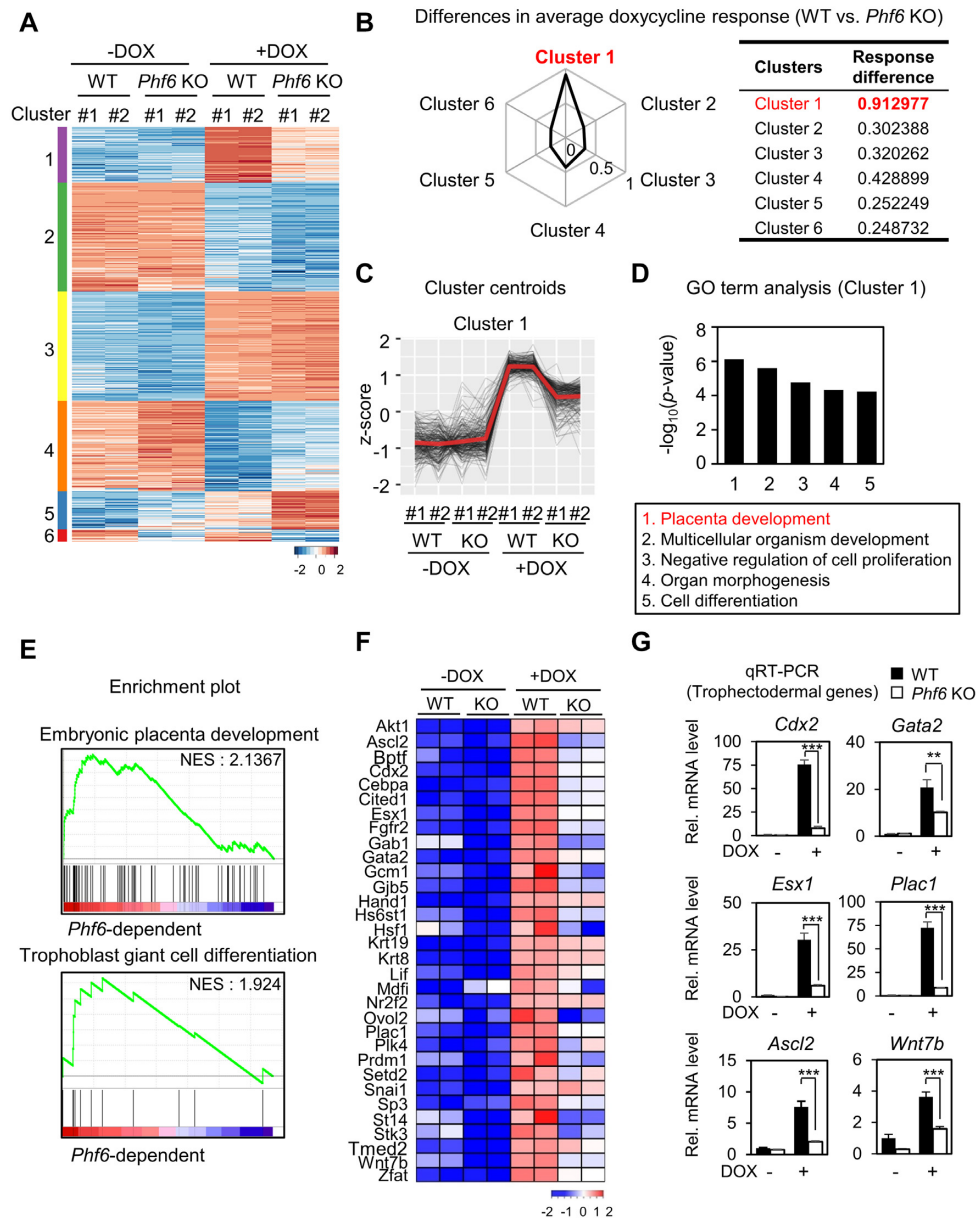 A
-DOX +DOX
WT Phf6 KO WT Phf6 KO
Cluster #1 #2 #1 #2 #1 #2 #1 #2
1
2
3
4
5
6
-2 0 2
B
Differences in average doxycycline response (WT vs. Phf6 KO)
Cluster 1
Cluster 2
Cluster 3
Cluster 4
Cluster 5
Cluster 6
0
0.5
1
Clusters Response difference
Cluster 1 0.912977
Cluster 2 0.302388
Cluster 3 0.320262
Cluster 4 0.428899
Cluster 5 0.252249
Cluster 6 0.248732
C
Cluster centroids
Cluster 1
z-score
2
1
0
-1
-2
#1 #2 #1 #2 #1 #2 #1 #2
WT KO WT KO
-DOX +DOX
D
GO term analysis (Cluster 1)
-log10(p-value)
8
6
4
2
0
1 2 3 4 5
1. Placenta development
2. Multicellular organism development
3. Negative regulation of cell proliferation
4. Organ morphogenesis
5. Cell differentiation
E
Enrichment plot
Embryonic placenta development
NES : 2.1367
Phf6-dependent
Trophoblast giant cell differentiation
NES : 1.924
Phf6-dependent
F
-DOX +DOX
WT KO WT KO
Akt1
Ascl2
Bptf
Cdx2
Cebpa
Cited1
Esx1
Fgfr2
Gab1
Gata2
Gcm1
Gjb5
Hand1
Hs6st1
Hsf1
Krt19
Krt8
Lif
Mdfi
Nr2f2
Ovol2
Plac1
Plk4
Prdm1
Setd2
Snai1
Sp3
St14
Stk3
Tmed2
Wnt7b
Zfat
-2 -1 0 1 2
G
qRT-PCR
(Trophectodermal genes)
WT
Phf6 KO
Cdx2
Rel. mRNA level
100
75
50
25
0
***
DOX - +
Gata2
40
20
0
**
- +
Esx1
Rel. mRNA level
50
25
0
***
DOX - +
Plac1
100
75
50
25
0
***
- +
Ascl2
Rel. mRNA level
15
10
5
0
***
DOX - +
Wnt7b
6
4
2
0
***
- +